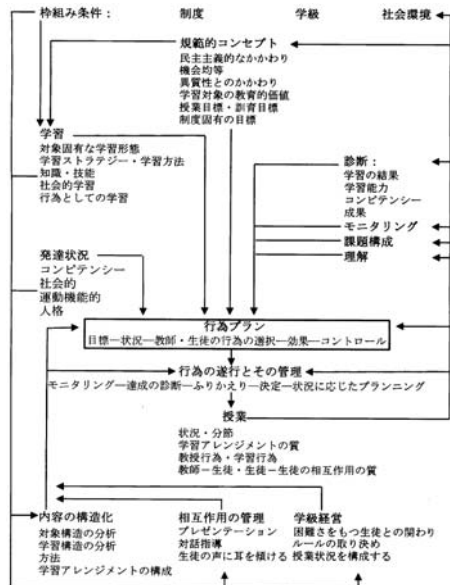 枠組み条件： 制度 学級 社会環境
規範的コンセプト
民主主義的なかかわり
機会均等
異質性とのかかわり
学習対象の教育的価値
授業目標・訓育目標
制度固有の目標
学習
対象固有な学習形態
学習ストラテジー・学習方法
知識・技能
社会的学習
行為としての学習
診断：
学習の結果
学習能力
コンピテンシー
成果
モニタリング
課題構成
理解
発達状況
コンピテンシー
社会的
運動機能的
人格
行為プラン
目標―状況―教師・生徒の行為の選択―効果―コントロール
行為の遂行とその管理
モニタリング―達成の診断―ふりかえり―決定―状況に応じたプランニング
授業
状況・分節
学習アレンジメントの質
教授行為・学習行為
教師－生徒・生徒－生徒の相互作用の質
内容の構造化
対象構造の分析
学習構造の分析
方法
学習アレンジメントの構成
相互作用の管理
プレゼンテーション
対話指導
生徒の声に耳を傾ける
学級経営
困難さをもつ生徒との関わり
ルールの取り決め
授業状況を構成する